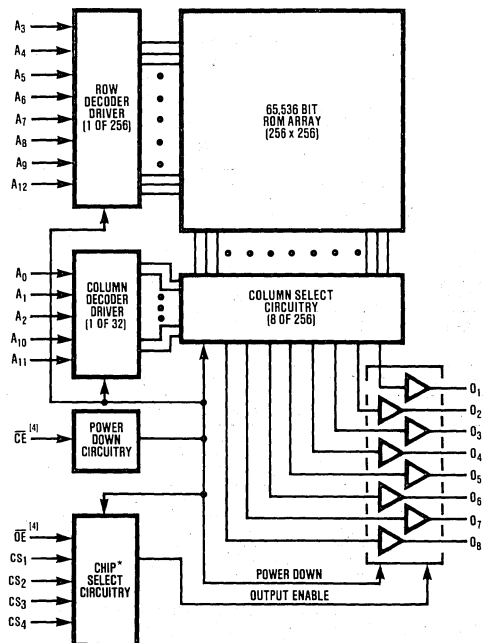 A3
A4
A5
A6
A7
A8
A9
A12
ROW
DECODER
DRIVER
(1 OF 256)
65,536 BIT
ROM ARRAY
(256 x 256)
A0
A1
A2
A10
A11
COLUMN
DECODER
DRIVER
(1 OF 32)
COLUMN SELECT
CIRCUITRY
(8 OF 256)
CE [4]
POWER
DOWN
CIRCUITRY
OE [4]
CS1
CS2
CS3
CS4
CHIP*
SELECT
CIRCUITRY
POWER DOWN
OUTPUT ENABLE
O1
O2
O3
O4
O5
O6
O7
O8